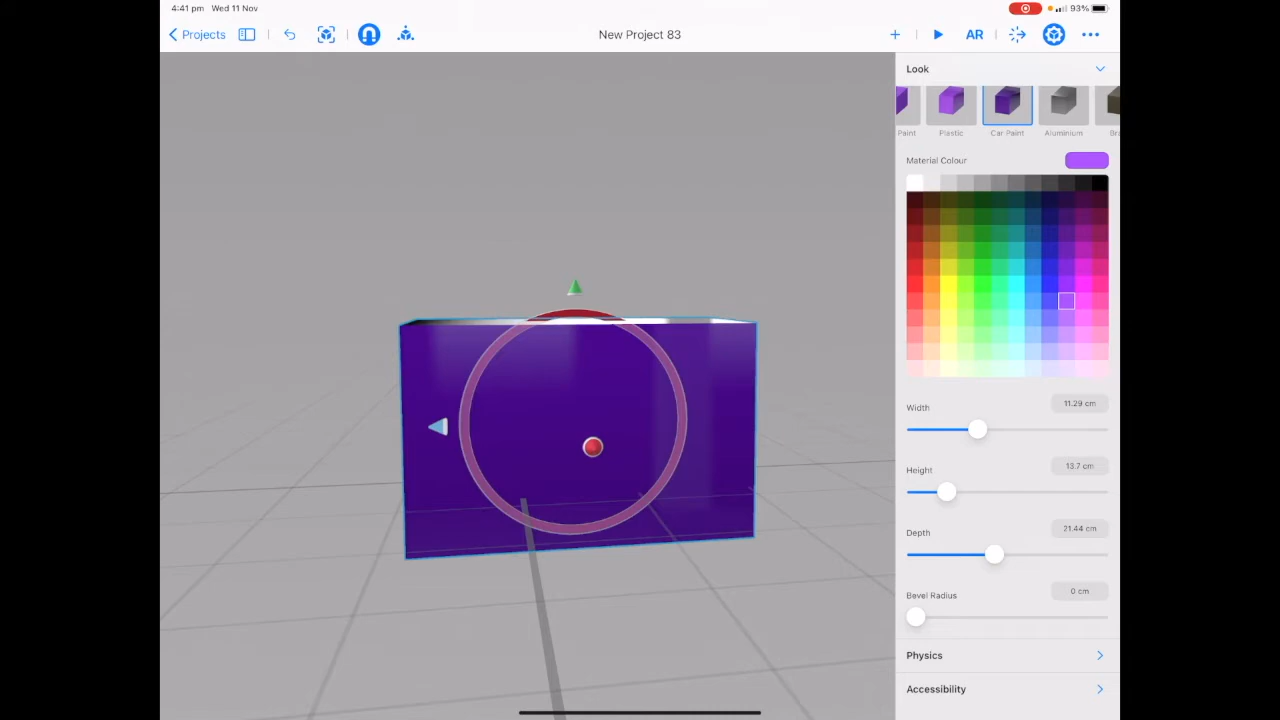 4:41 pm Wed 11 Nov
93%
Projects
New Project 83
AR
Look
Paint
Plastic
Car Paint
Aluminium
Bra
Material Colour
Width
11.29 cm
Height
13.7 cm
Depth
21.44 cm
Bevel Radius
0 cm
Physics
Accessibility